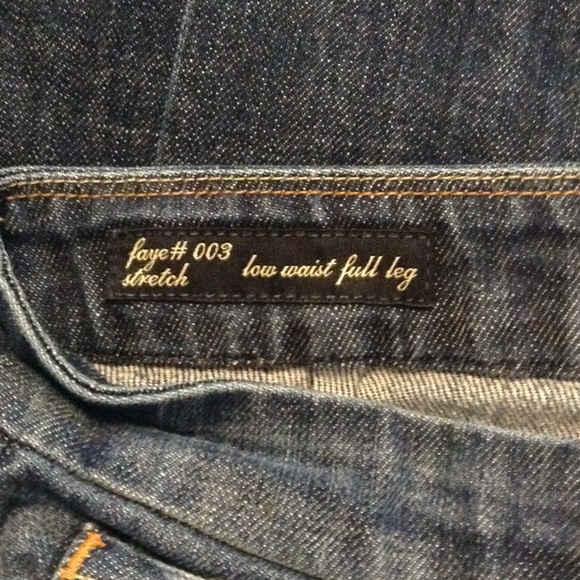 faye# 003
stretch
low waist full leg